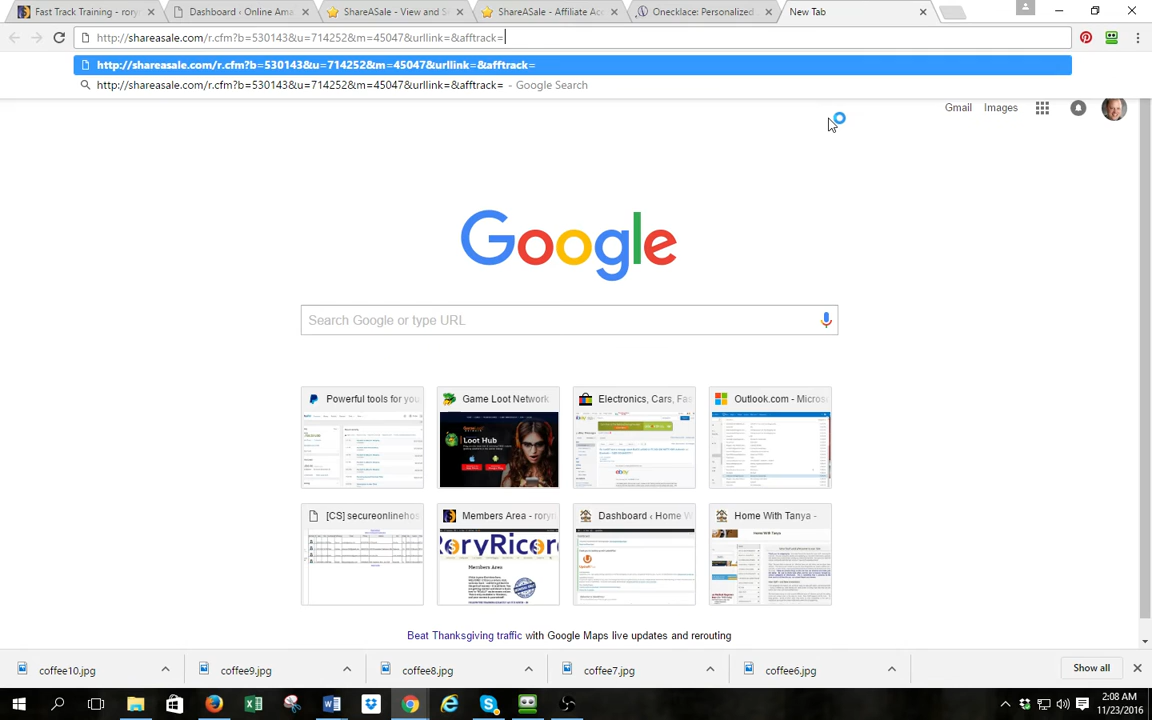 Fast Track Training - rory
Dashboard ‹ Online Ama
ShareASale - View and S
ShareASale - Affiliate Acc
Onecklace: Personalized
New Tab
http://shareasale.com/r.cfm?b=530143&u=714252&m=45047&urllink=&afftrack=
http://shareasale.com/r.cfm?b=530143&u=714252&m=45047&urllink=&afftrack=
http://shareasale.com/r.cfm?b=530143&u=714252&m=45047&urllink=&afftrack= - Google Search
Gmail Images
Google
Search Google or type URL
Powerful tools for you
Game Loot Network
Electronics, Cars, Fas
Outlook.com - Micros
Loot Hub
ebay
[CS] secureonlinehos
Members Area - roryri
Dashboard ‹ Home W
Home With Tanya -
RoryRicor
Members Area
Home With Tanya
Beat Thanksgiving traffic with Google Maps live updates and rerouting
coffee10.jpg
coffee9.jpg
coffee8.jpg
coffee7.jpg
coffee6.jpg
Show all
2:08 AM
11/23/2016